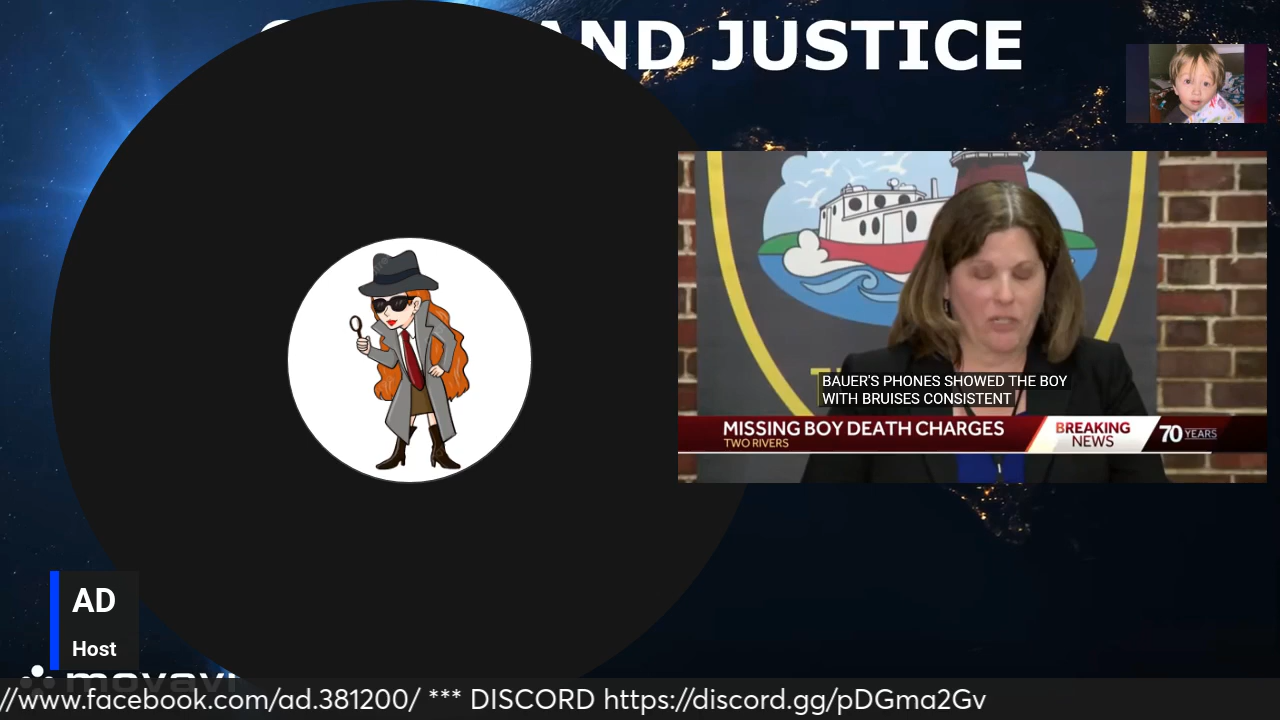 AND JUSTICE
BAUER'S PHONES SHOWED THE BOY
WITH BRUISES CONSISTENT
MISSING BOY DEATH CHARGES
TWO RIVERS
BREAKING
NEWS
70 YEARS
AD
Host
//www.facebook.com/ad.381200/ *** DISCORD https://discord.gg/pDGma2Gv